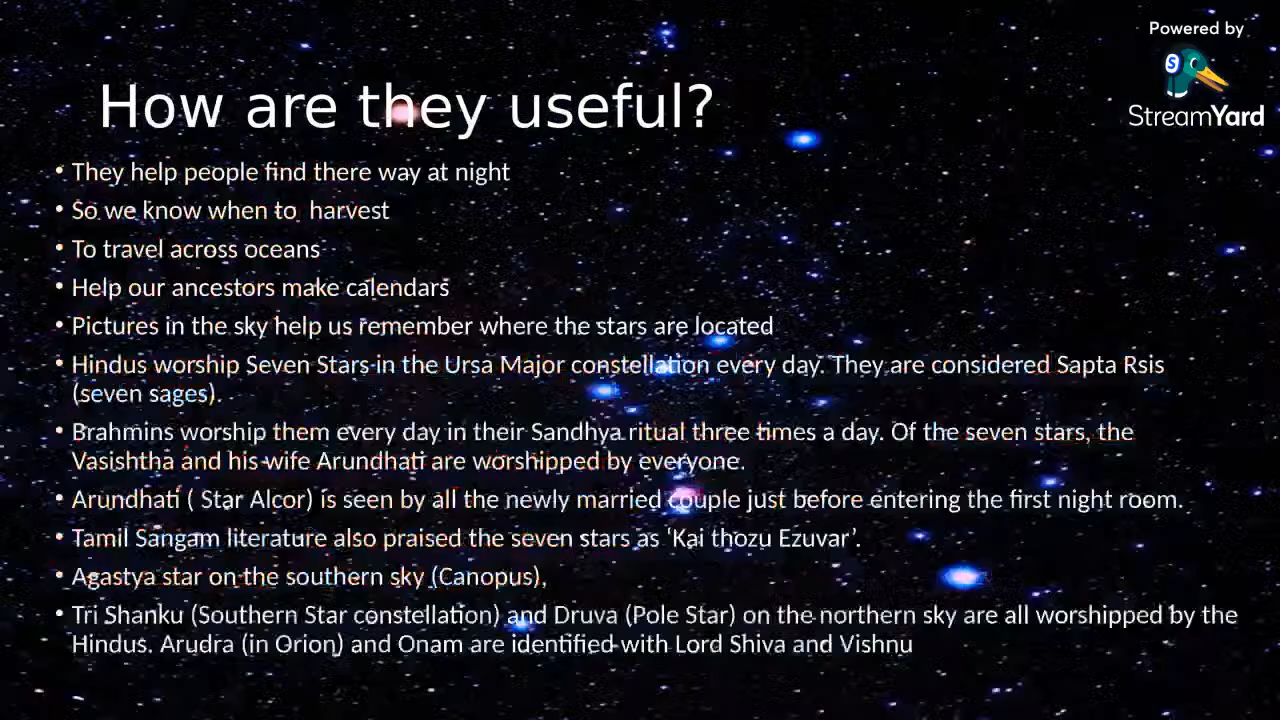 Powered by
StreamYard
How are they useful?
• They help people find there way at night
• So we know when to  harvest
• To travel across oceans
• Help our ancestors make calendars
• Pictures in the sky help us remember where the stars are located
• Hindus worship Seven Stars in the Ursa Major constellation every day. They are considered Sapta Rsis
(seven sages).
• Brahmins worship them every day in their Sandhya ritual three times a day. Of the seven stars, the
Vasishtha and his wife Arundhati are worshipped by everyone.
• Arundhati ( Star Alcor) is seen by all the newly married couple just before entering the first night room.
• Tamil Sangam literature also praised the seven stars as ‘Kai thozu Ezuvar’.
• Agastya star on the southern sky (Canopus),
• Tri Shanku (Southern Star constellation) and Druva (Pole Star) on the northern sky are all worshipped by the
Hindus. Arudra (in Orion) and Onam are identified with Lord Shiva and Vishnu